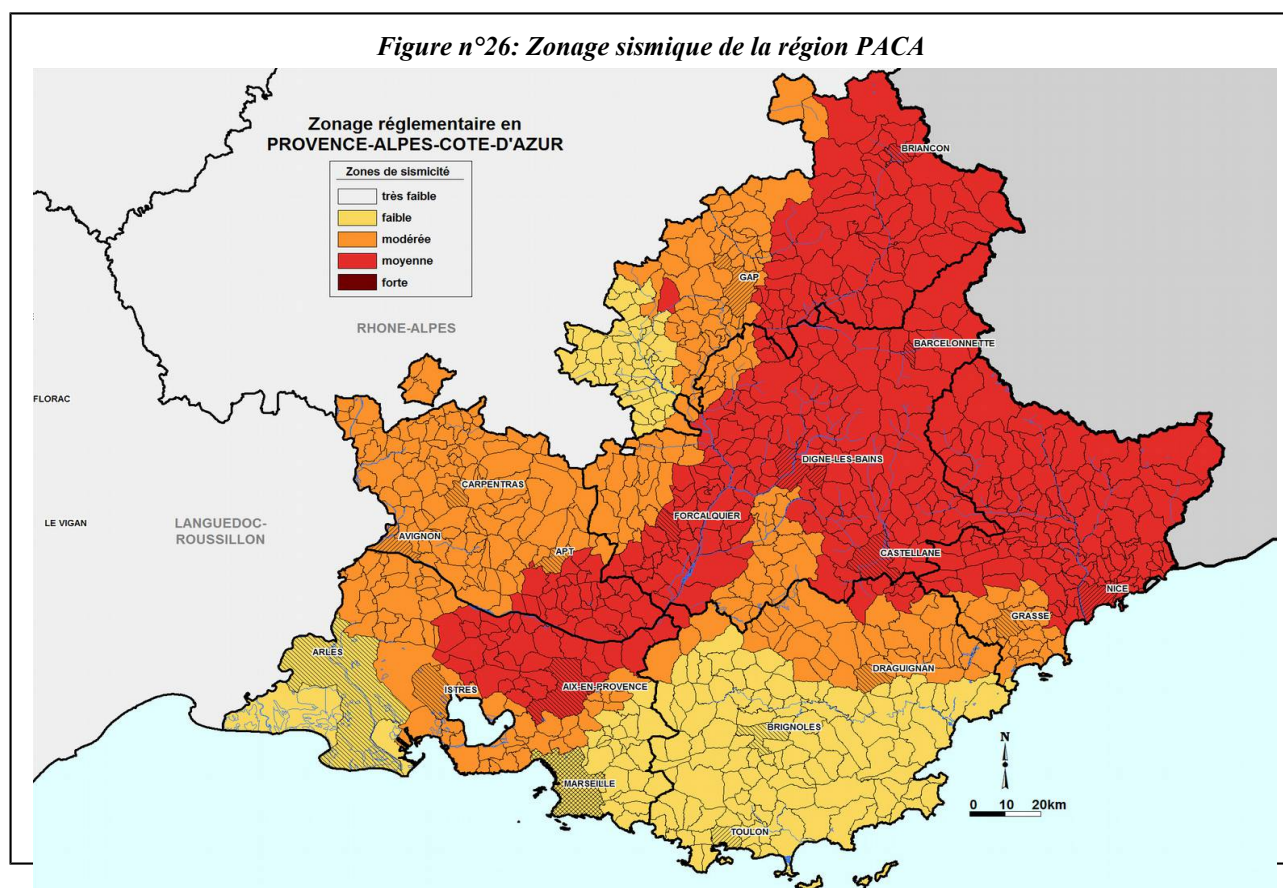 Figure n°26: Zonage sismique de la région PACA
Zonage réglementaire en
PROVENCE-ALPES-COTE-D'AZUR
Zones de sismicité
très faible
faible
modérée
moyenne
forte
BRIANÇON
GAP
RHONE-ALPES
BARCELONNETTE
FLORAC
DIGNE-LES-BAINS
CARPENTRAS
FORCALQUIER
LE VIGAN
LANGUEDOC-
ROUSSILLON
AVIGNON
APT
CASTELLANE
NICE
GRASSE
ARLES
DRAGUIGNAN
ISTRES
AIX-EN-PROVENCE
BRIGNOLES
N
MARSEILLE
0 10 20km
TOULON